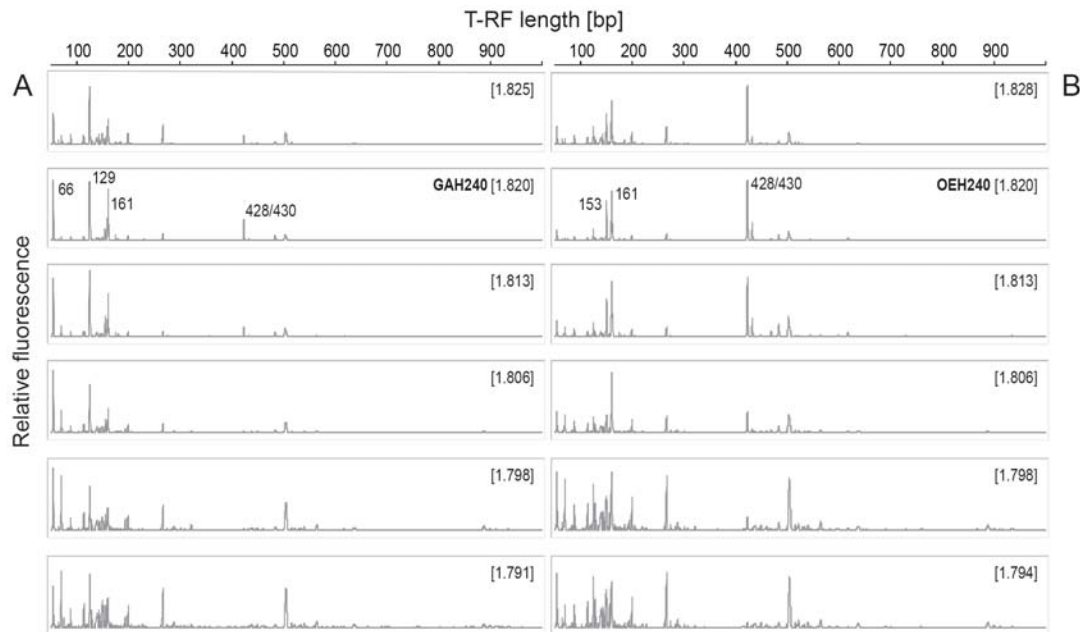 T-RF length [bp]
100 200 300 400 500 600 700 800 900 100 200 300 400 500 600 700 800 900
A [1.825] [1.828] B
66 129 161 428/430 GAH240 [1.820] 153 161 428/430 OEH240 [1.820]
[1.813] [1.813]
[1.806] [1.806]
[1.798] [1.798]
[1.791] [1.794]
Relative fluorescence